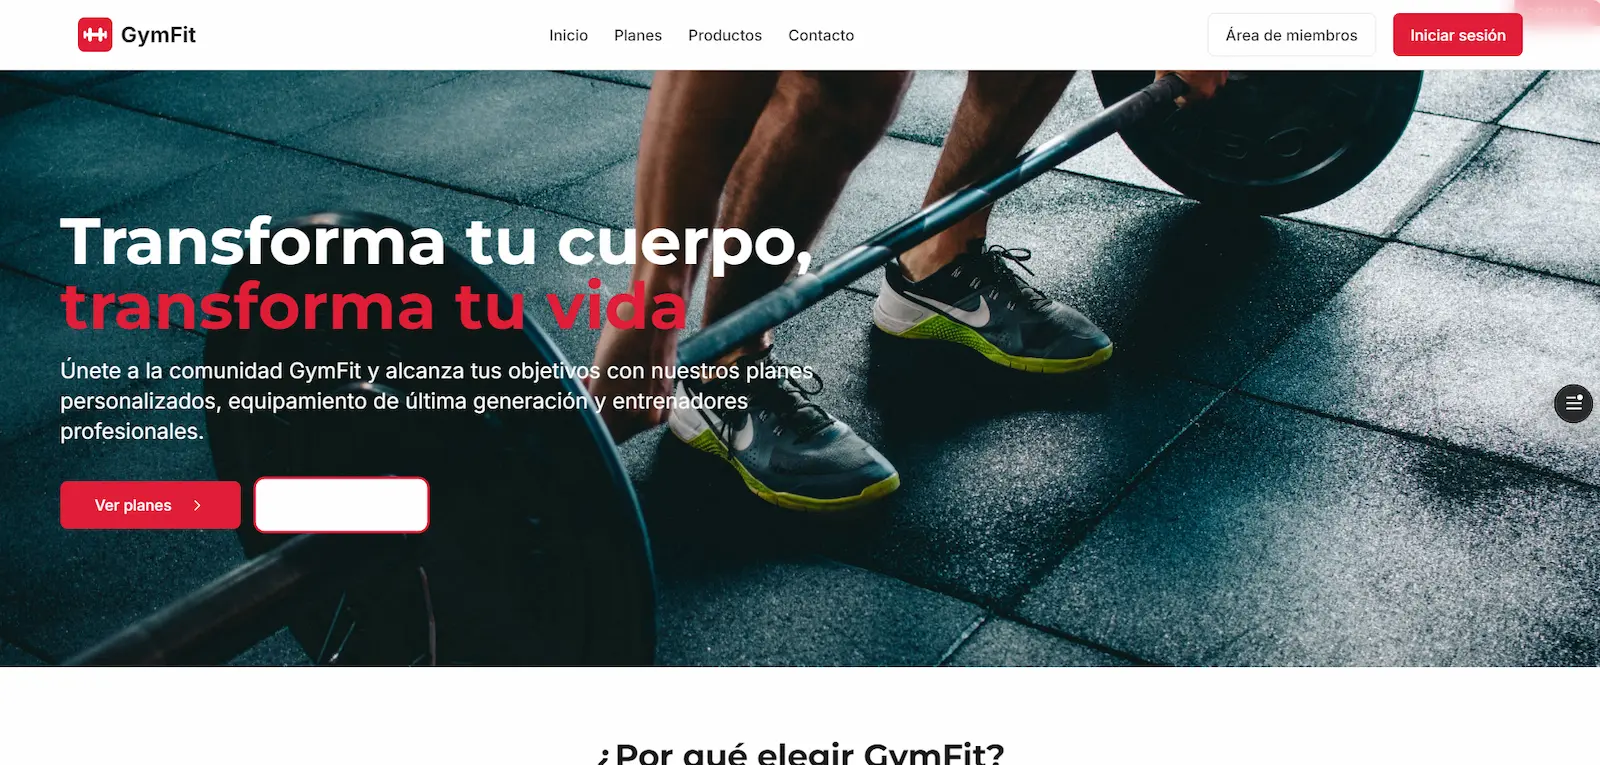 GymFit
Inicio
Planes
Productos
Contacto
Área de miembros
Iniciar sesión
Transforma tu cuerpo,
transforma tu vida
Únete a la comunidad GymFit y alcanza tus objetivos con nuestros planes
personalizados, equipamiento de última generación y entrenadores
profesionales.
Ver planes
¿Por qué elegir GymFit?